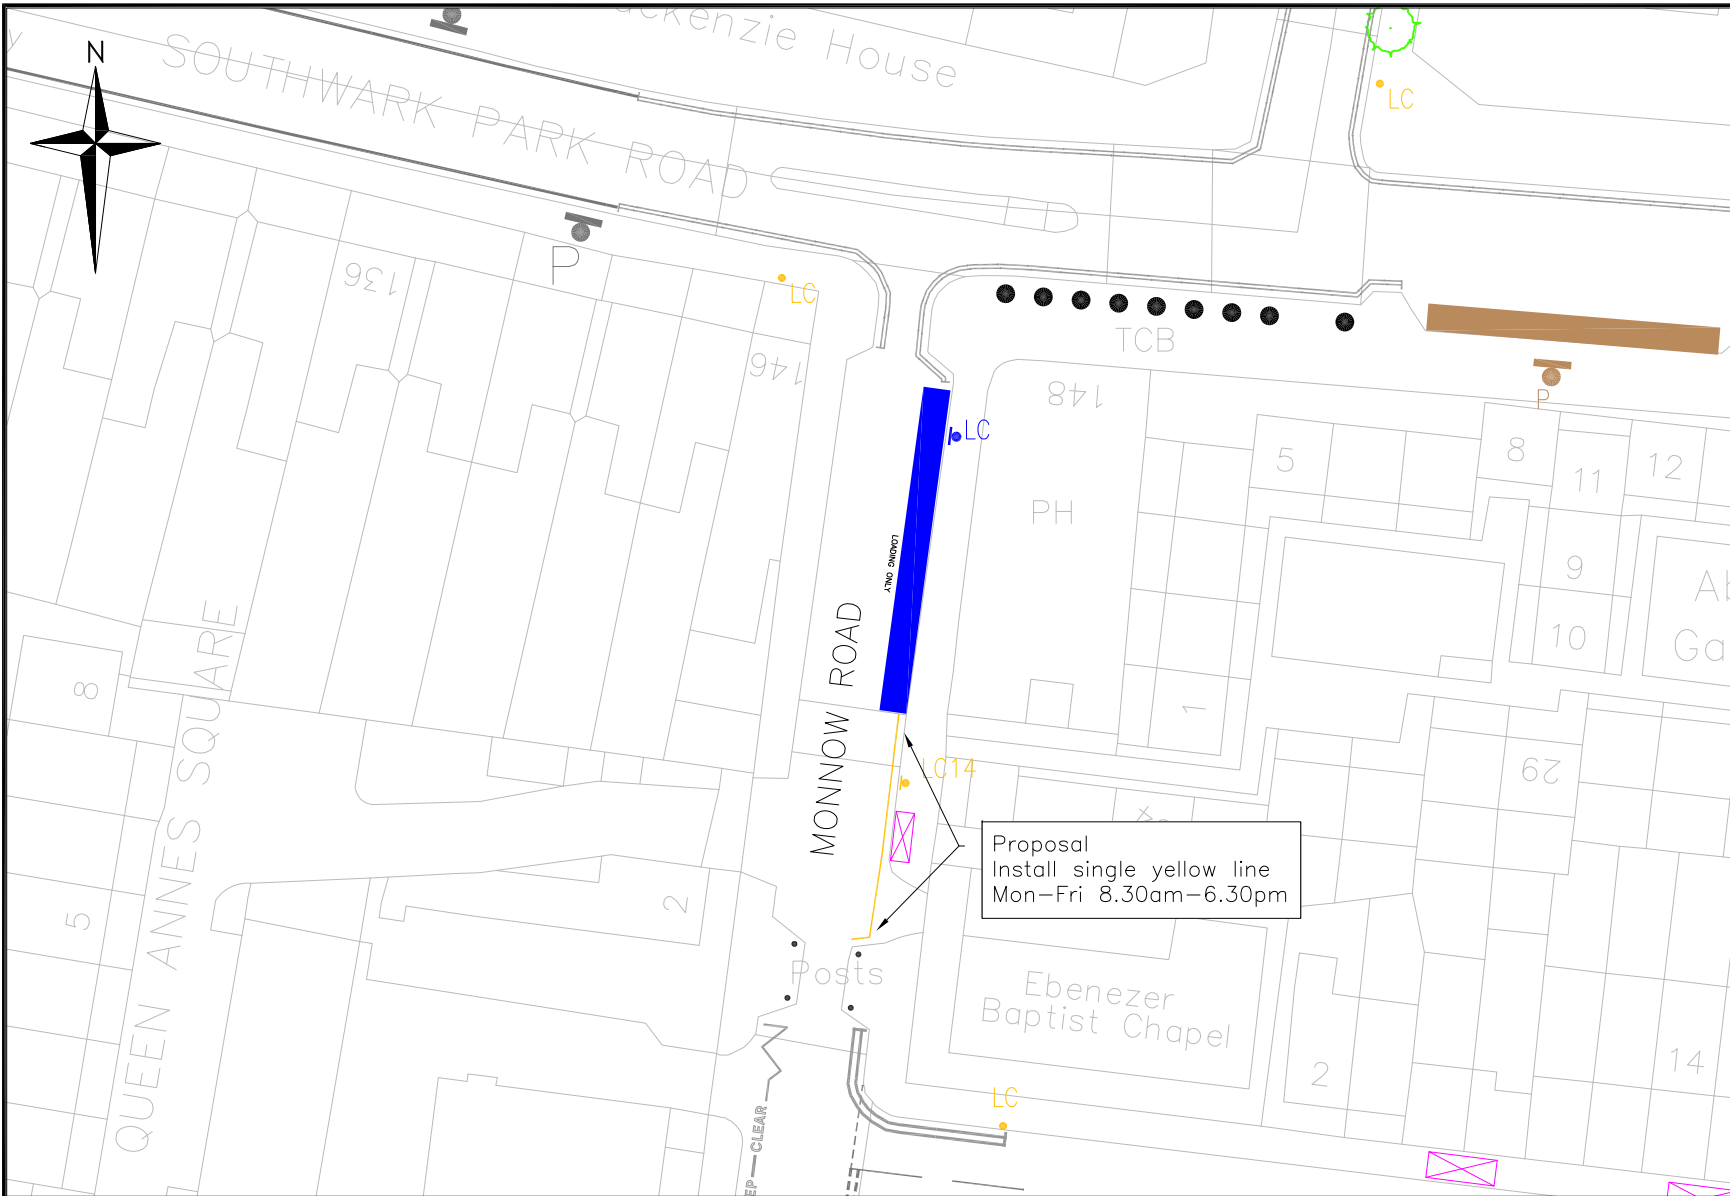 House
N
SOUTHWARK PARK ROAD
LC
P
136
LC
146
TCB
148
P
LC
5
8
11
12
PH
LOADING ONLY
9
10
MONNOW ROAD
8
1
QUEEN ANNES SQUARE
LC14
29
Proposal
Install single yellow line
Mon-Fri 8.30am-6.30pm
5
2
Posts
Ebenezer
Baptist Chapel
2
14
LC
CLEAR